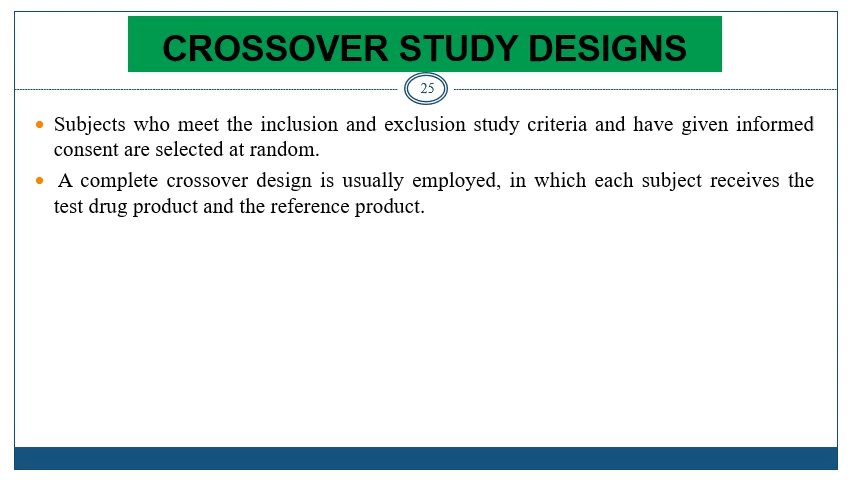 CROSSOVER STUDY DESIGNS
25
• Subjects who meet the inclusion and exclusion study criteria and have given informed
consent are selected at random.
• A complete crossover design is usually employed, in which each subject receives the
test drug product and the reference product.